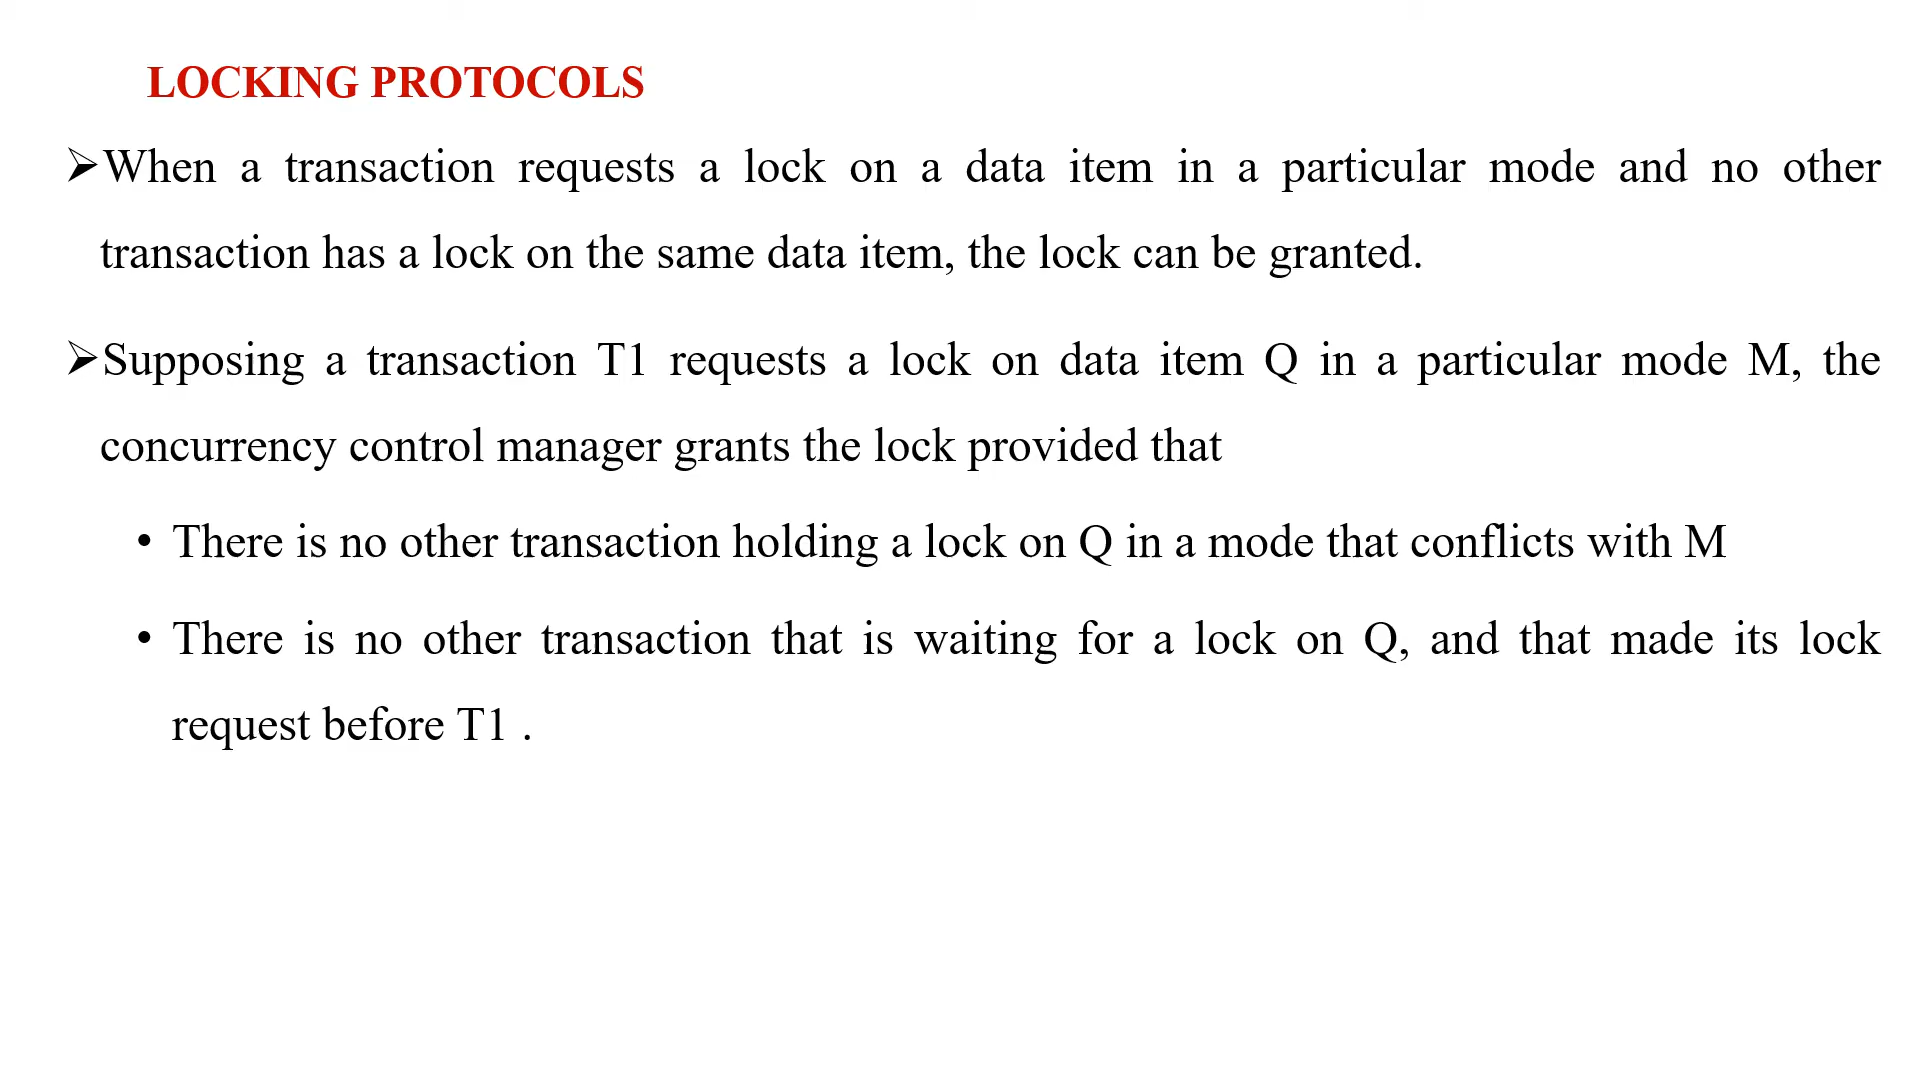 LOCKING PROTOCOLS
➢When a transaction requests a lock on a data item in a particular mode and no other
transaction has a lock on the same data item, the lock can be granted.
➢Supposing a transaction T1 requests a lock on data item Q in a particular mode M, the
concurrency control manager grants the lock provided that
• There is no other transaction holding a lock on Q in a mode that conflicts with M
• There is no other transaction that is waiting for a lock on Q, and that made its lock
request before T1 .